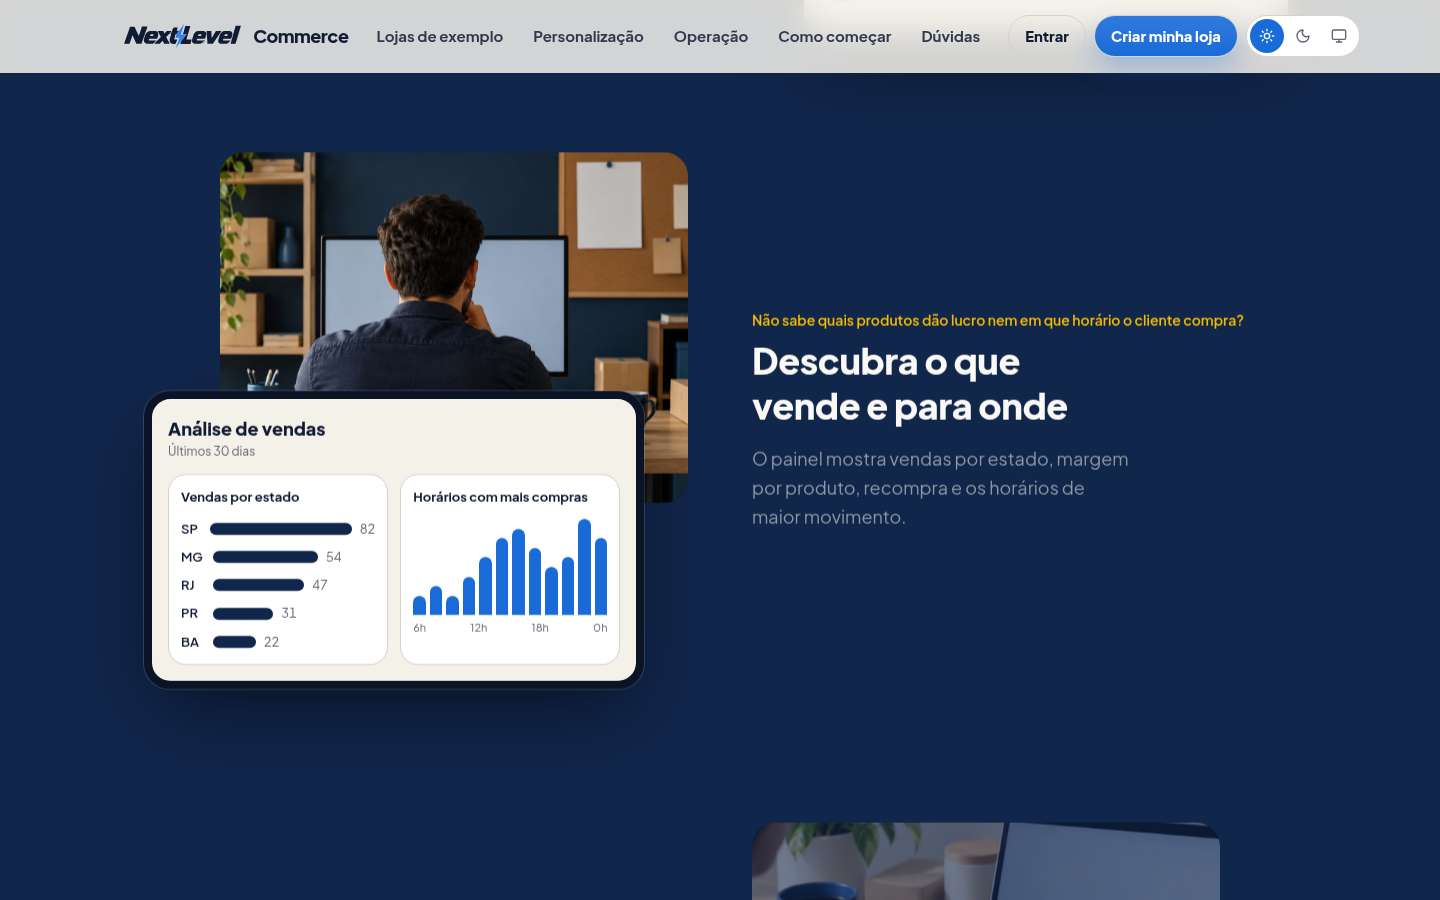 NextLevel Commerce Lojas de exemplo Personalização Operação Como começar Dúvidas Entrar Criar minha loja
Não sabe quais produtos dão lucro nem em que horário o cliente compra?
Descubra o que
vende e para onde
O painel mostra vendas por estado, margem
por produto, recompra e os horários de
maior movimento.
Análise de vendas
Últimos 30 dias
Vendas por estado
SP 82
MG 54
RJ 47
PR 31
BA 22
Horários com mais compras
6h 12h 18h 0h